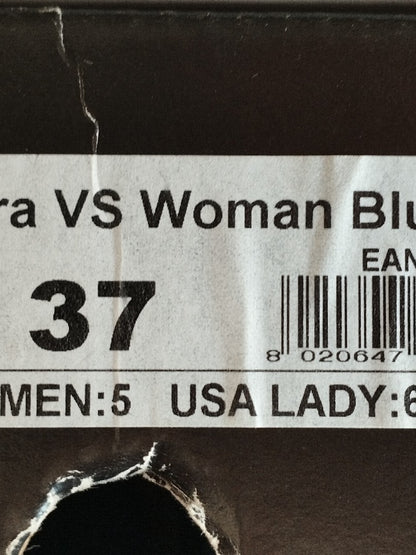 ra VS Woman Blu
EAN
37
8 020647
MEN:5 USA LADY:6